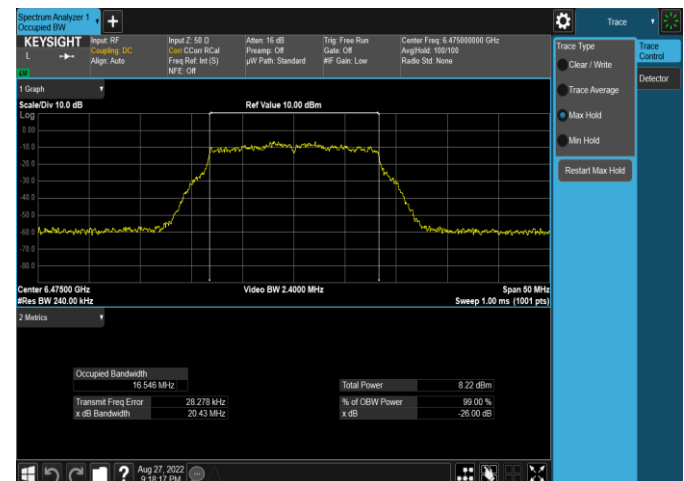 Spectrum Analyzer 1
Occupied BW
Trace
KEYSIGHT
L
Input: RF
Coupling: DC
Align: Auto
Input Z: 50 Ω
Corr CCorr RCal
Freq Ref: Int (S)
NFE: Off
Atten: 16 dB
Preamp: Off
µW Path: Standard
Trig: Free Run
Gate: Off
#IF Gain: Low
Center Freq: 6.475000000 GHz
Avg|Hold: 100/100
Radio Std: None
Trace Type
Clear / Write
Trace Average
Max Hold
Min Hold
Restart Max Hold
Trace
Control
Detector
1 Graph
Scale/Div 10.0 dB
Ref Value 10.00 dBm
Log
0.00
-10.0
-20.0
-30.0
-40.0
-50.0
-60.0
-70.0
-80.0
Center 6.47500 GHz
#Res BW 240.00 kHz
Video BW 2.4000 MHz
Span 50 MHz
Sweep 1.00 ms (1001 pts)
2 Metrics
Occupied Bandwidth
16.546 MHz
Total Power 8.22 dBm
Transmit Freq Error 28.278 kHz
% of OBW Power 99.00 %
x dB Bandwidth 20.43 MHz
x dB -26.00 dB
Aug 27, 2022
9:18:17 PM